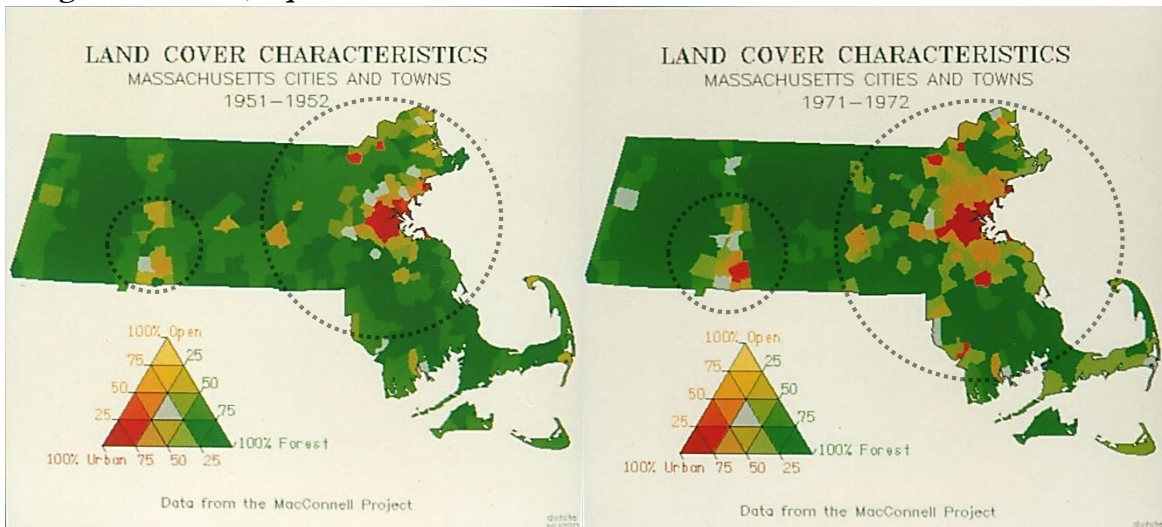 LAND COVER CHARACTERISTICS
MASSACHUSETTS CITIES AND TOWNS
1951-1952
100% Open
75
25
50
50
25
75
100% Forest
100% Urban 75 50 25
Data from the MacConnell Project
LAND COVER CHARACTERISTICS
MASSACHUSETTS CITIES AND TOWNS
1971-1972
100% Open
75
25
50
50
25
75
100% Forest
100% Urban 75 50 25
Data from the MacConnell Project